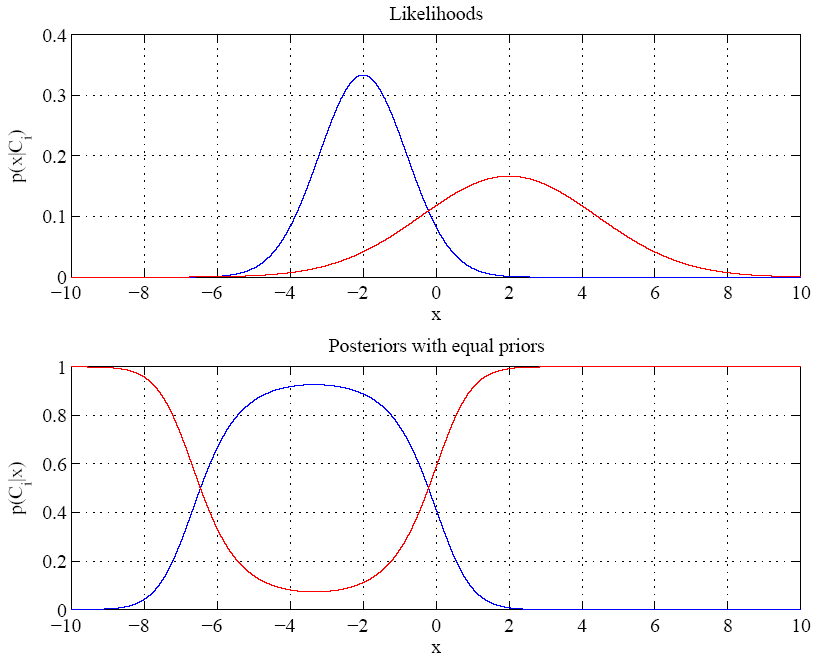 Likelihoods
0.4
0.3
0.2
0.1
0
p(x|Cᵢ)
−10 −8 −6 −4 −2 0 2 4 6 8 10
x
Posteriors with equal priors
1
0.8
0.6
0.4
0.2
0
p(Cᵢ|x)
−10 −8 −6 −4 −2 0 2 4 6 8 10
x